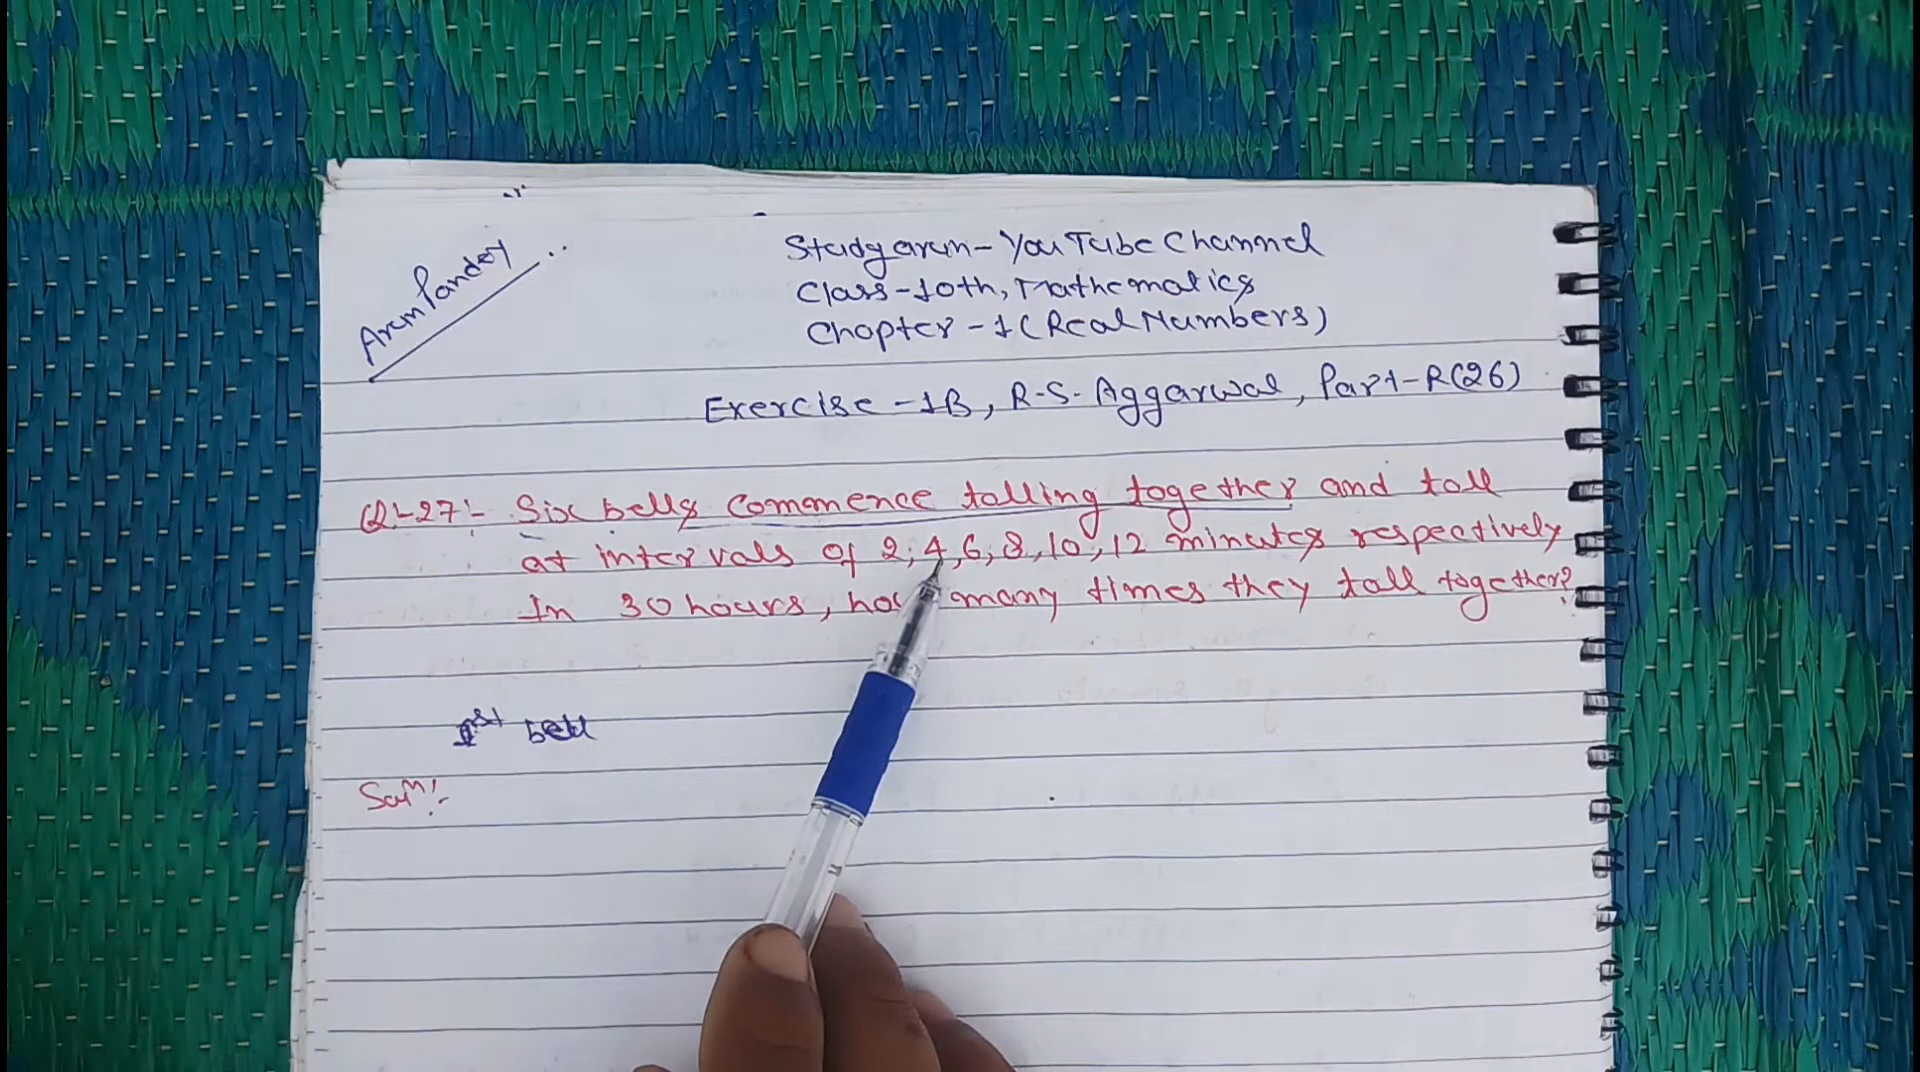 Arun Pandey
Study arun - YouTube Channel
Class-10th, Mathematics
Chapter - 1 (Real Numbers)
Exercise - 1B, R.S. Aggarwal, Part-R(26)
Q!-27!- Six bells commence tolling together and toll
at intervals of 2, 4, 6, 8, 10, 12 minutes respectively
In 30 hours, how many times they toll together?
1st bell
Soln!-